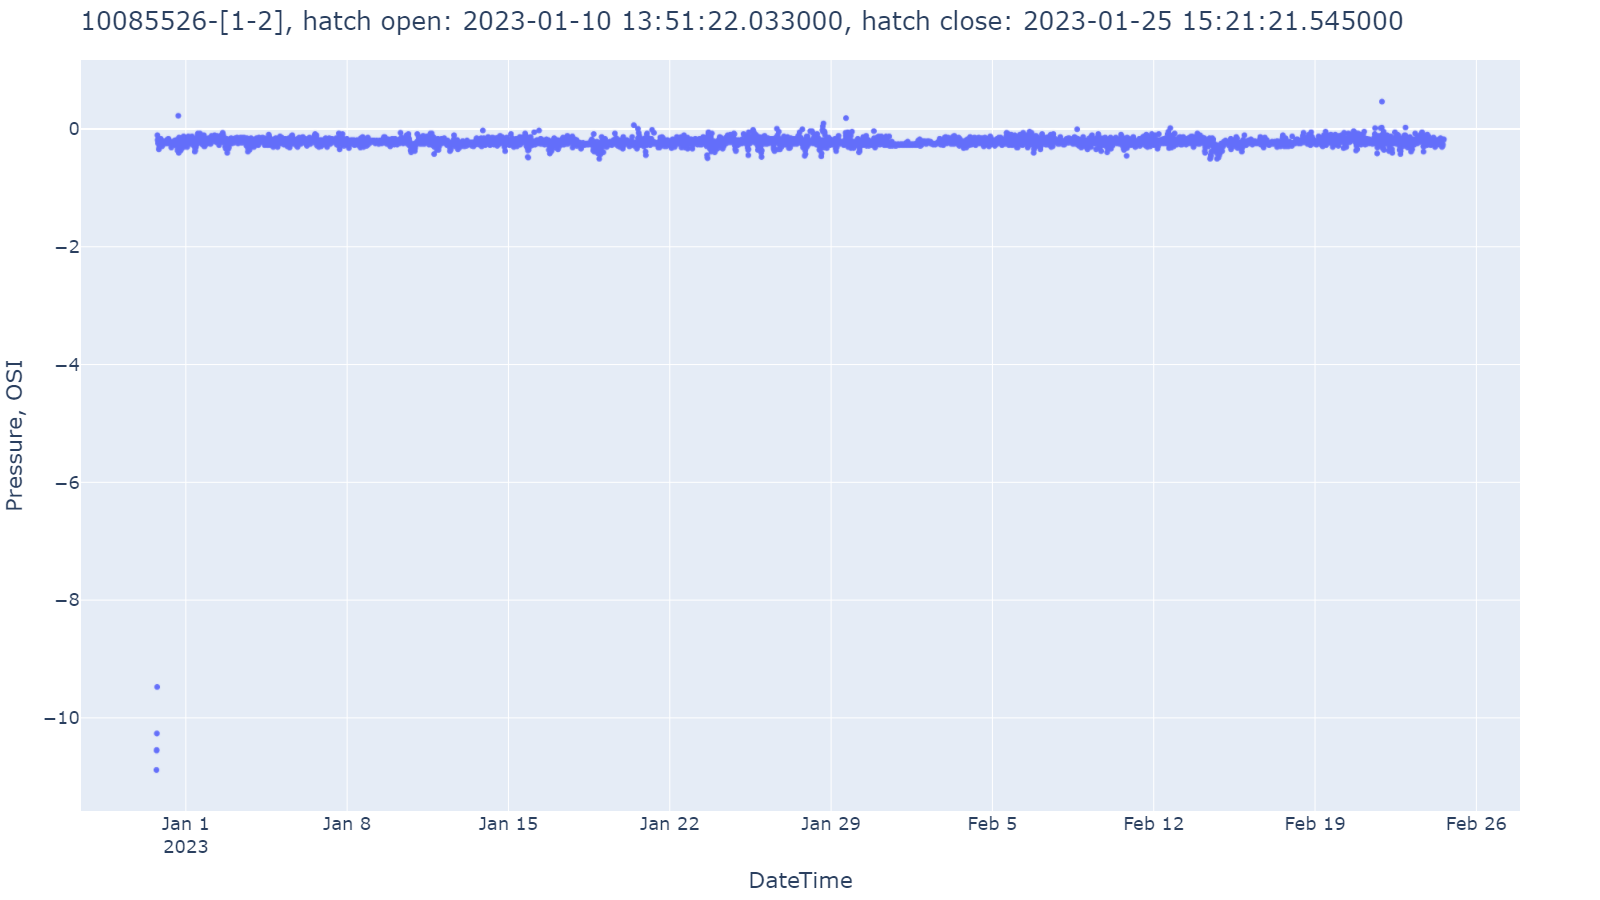 10085526-[1-2], hatch open: 2023-01-10 13:51:22.033000, hatch close: 2023-01-25 15:21:21.545000
0
−2
−4
−6
−8
−10
Pressure, OSI
Jan 1 Jan 8 Jan 15 Jan 22 Jan 29 Feb 5 Feb 12 Feb 19 Feb 26
2023
DateTime